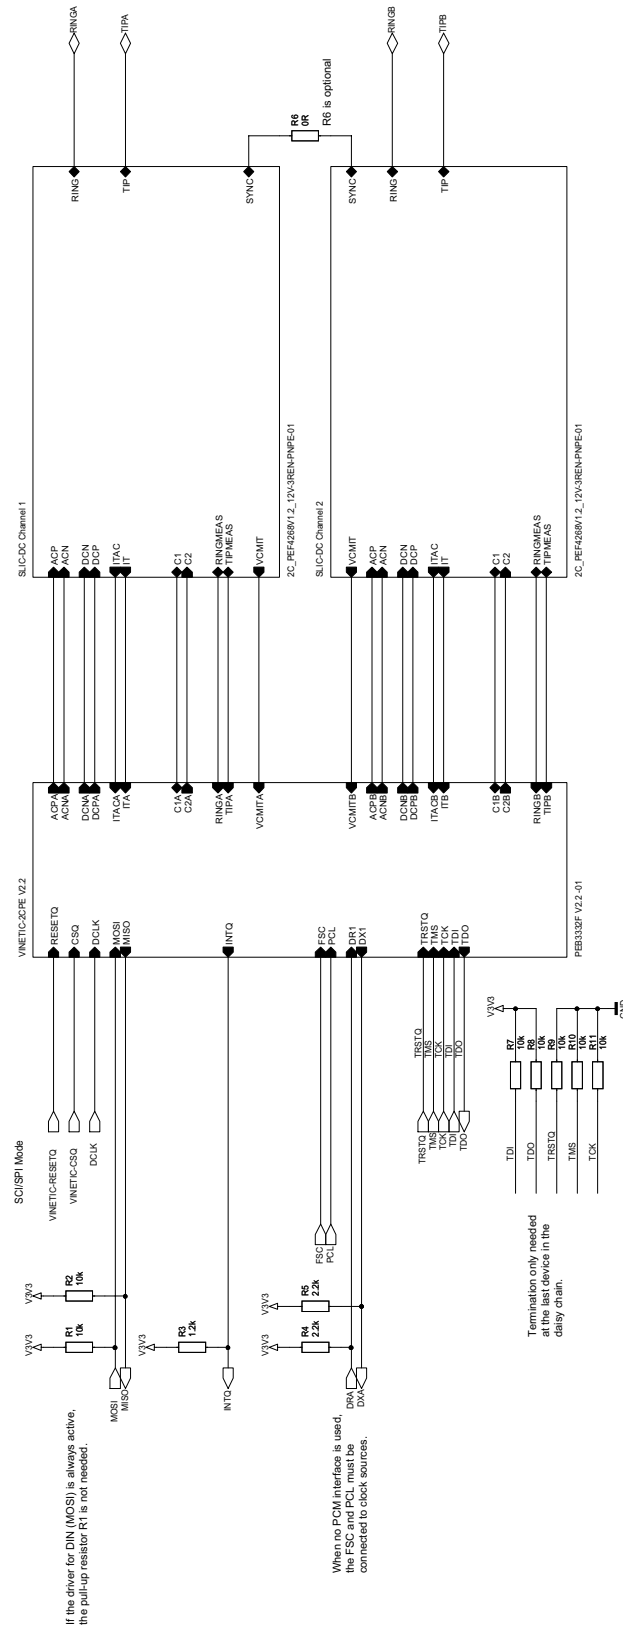 SCI/SPI Mode
If the driver for DIN (MOSI) is always active,
the pull-up resistor R1 is not needed.
V3V3
R1
10k
V3V3
R2
10k
MOSI
MISO
VINETIC-RESETQ
VINETIC-CSQ
DCLK
V3V3
R3
1.2k
INTQ
When no PCM interface is used,
the FSC and PCL must be
connected to clock sources.
V3V3
R4
2.2k
V3V3
R5
2.2k
DRA
DXA
FSC
PCL
TRSTQ
TMS
TCK
TDI
TDO
TRSTQ
TMS
TCK
TDI
TDO
Termination only needed
at the last device in the
daisy chain.
TDI
TDO
TRSTQ
TMS
TCK
V3V3
R7
10k
R8
10k
R9
10k
R10
10k
R11
10k
GND
VINETIC-2CPE V2.2
RESETQ
CSQ
DCLK
MOSI
MISO
INTQ
FSC
PCL
DR1
DX1
TRSTQ
TMS
TCK
TDI
TDO
ACPA
ACNA
DCNA
DCPA
ITACA
ITA
C1A
C2A
RINGA
TIPA
VCMITA
VCMITB
ACPB
ACNB
DCNB
DCPB
ITACB
ITB
C1B
C2B
RINGB
TIPB
PEB3332F V2.2 -01
SLIC-DC Channel 1
ACP
ACN
DCN
DCP
ITAC
IT
C1
C2
RINGMEAS
TIPMEAS
VCMIT
RING
TIP
SYNC
2C_PEF4268V1.2_12V-3REN-PNPE-01
SLIC-DC Channel 2
VCMIT
ACP
ACN
DCN
DCP
ITAC
IT
C1
C2
RINGMEAS
TIPMEAS
SYNC
RING
TIP
2C_PEF4268V1.2_12V-3REN-PNPE-01
R6
0R
R6 is optional
RINGA
TIPA
RINGB
TIPB